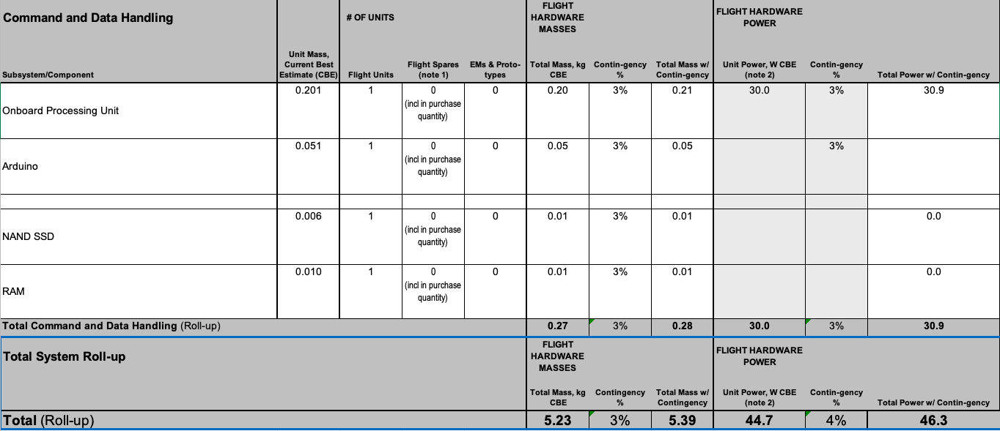 Command and Data Handling
# OF UNITS
FLIGHT HARDWARE MASSES
FLIGHT HARDWARE POWER
Subsystem/Component
Unit Mass, Current Best Estimate (CBE)
Flight Units
Flight Spares (note 1)
EMs & Proto-types
Total Mass, kg CBE
Contin-gency %
Total Mass w/ Contin-gency
Unit Power, W CBE (note 2)
Contin-gency %
Total Power w/ Contin-gency
Onboard Processing Unit 0.201 1 0 (incl in purchase quantity) 0 0.20 3% 0.21 30.0 3% 30.9
Arduino 0.051 1 0 (incl in purchase quantity) 0 0.05 3% 0.05 3%
NAND SSD 0.006 1 0 (incl in purchase quantity) 0 0.01 3% 0.01 0.0
RAM 0.010 1 0 (incl in purchase quantity) 0 0.01 3% 0.01 0.0
Total Command and Data Handling (Roll-up) 0.27 3% 0.28 30.0 3% 30.9
Total System Roll-up
FLIGHT HARDWARE MASSES
FLIGHT HARDWARE POWER
Total Mass, kg CBE
Contingency %
Total Mass w/ Contingency
Unit Power, W CBE (note 2)
Contin-gency %
Total Power w/ Contin-gency
Total (Roll-up) 5.23 3% 5.39 44.7 4% 46.3